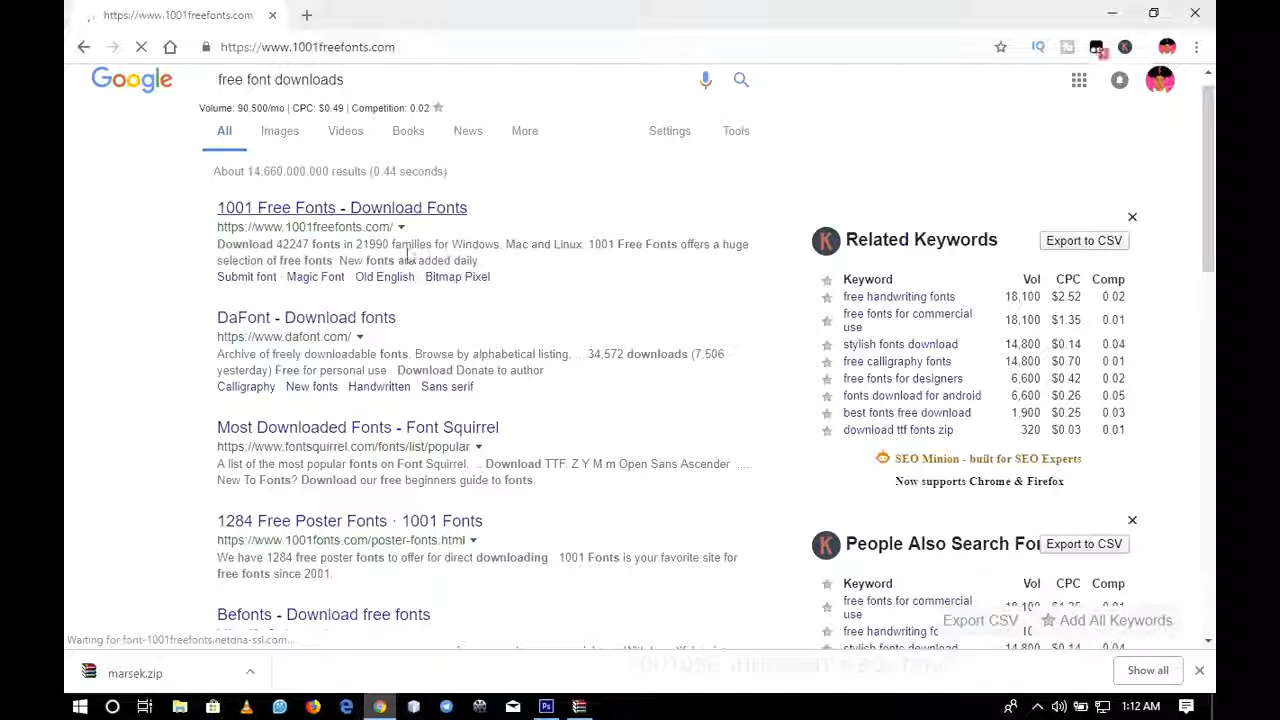 https://www.1001freefonts.com
https://www.1001freefonts.com
IQ
K
Google
free font downloads
Volume: 90.500/mo | CPC: $0.49 | Competition: 0.02
All Images Videos Books News More Settings Tools
About 14.660.000.000 results (0.44 seconds)
1001 Free Fonts - Download Fonts
https://www.1001freefonts.com/
Download 42247 fonts in 21990 families for Windows, Mac and Linux. 1001 Free Fonts offers a huge
selection of free fonts. New fonts are added daily.
Submit font · Magic Font Old English Bitmap Pixel
DaFont - Download fonts
https://www.dafont.com/
Archive of freely downloadable fonts. Browse by alphabetical listing, .. 34,572 downloads (7.506
yesterday) Free for personal use Download Donate to author
Calligraphy New fonts Handwritten Sans serif
Most Downloaded Fonts - Font Squirrel
https://www.fontsquirrel.com/fonts/list/popular
A list of the most popular fonts on Font Squirrel. .. Download TTF. Z Y M m Open Sans Ascender ....
New To Fonts? Download our free beginners guide to fonts.
1284 Free Poster Fonts · 1001 Fonts
https://www.1001fonts.com/poster-fonts.html
We have 1284 free poster fonts to offer for direct downloading 1001 Fonts is your favorite site for
free fonts since 2001.
Befonts - Download free fonts
K Related Keywords Export to CSV
Keyword Vol CPC Comp
free handwriting fonts 18,100 $2.52 0.02
free fonts for commercial
use 18,100 $1.35 0.01
stylish fonts download 14,800 $0.14 0.04
free calligraphy fonts 14,800 $0.70 0.01
free fonts for designers 6,600 $0.42 0.02
fonts download for android 6,600 $0.26 0.05
best fonts free download 1,900 $0.25 0.03
download ttf fonts zip 320 $0.03 0.01
SEO Minion - built for SEO Experts
Now supports Chrome & Firefox
K People Also Search For Export to CSV
Keyword Vol CPC Comp
free fonts for commercial
use
free handwriting f
stylish fonts download 14,800 $0.14 0.04
Export CSV Add All Keywords
Waiting for font-1001freefonts.netdna-ssl.com...
marsek.zip
Show all
Ps
1:12 AM